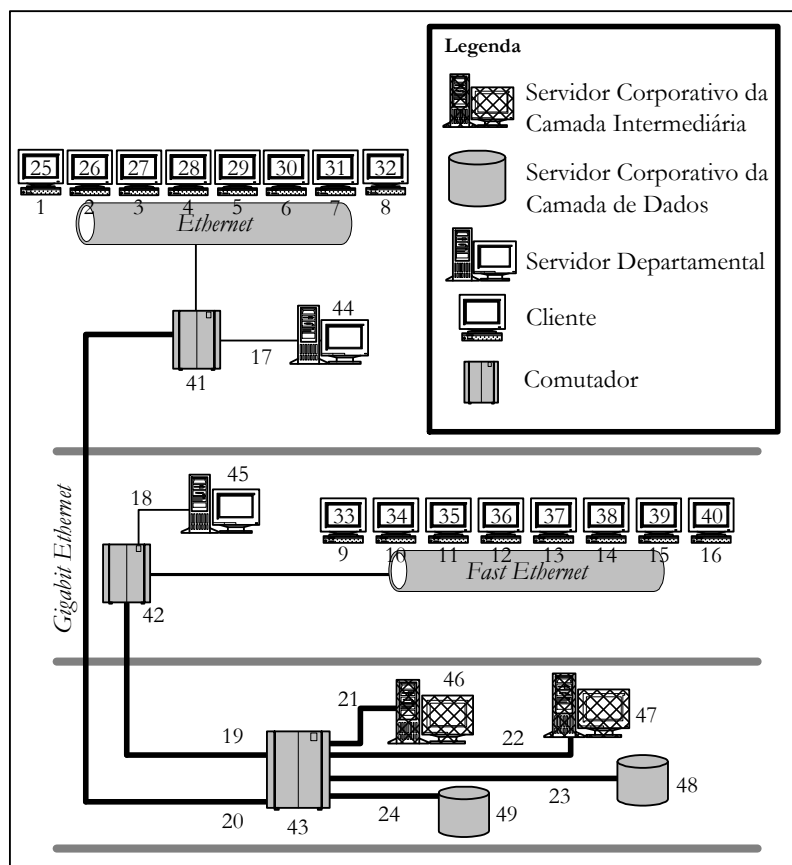 Legenda
Servidor Corporativo da
Camada Intermediária
Servidor Corporativo da
Camada de Dados
Servidor Departamental
Cliente
Comutador
25 26 27 28 29 30 31 32
1 2 3 4 5 6 7 8
Ethernet
44
17
41
Gigabit Ethernet
45
18
33 34 35 36 37 38 39 40
9 10 11 12 13 14 15 16
Fast Ethernet
42
46
21
47
19
22
48
23
20
43
24
49